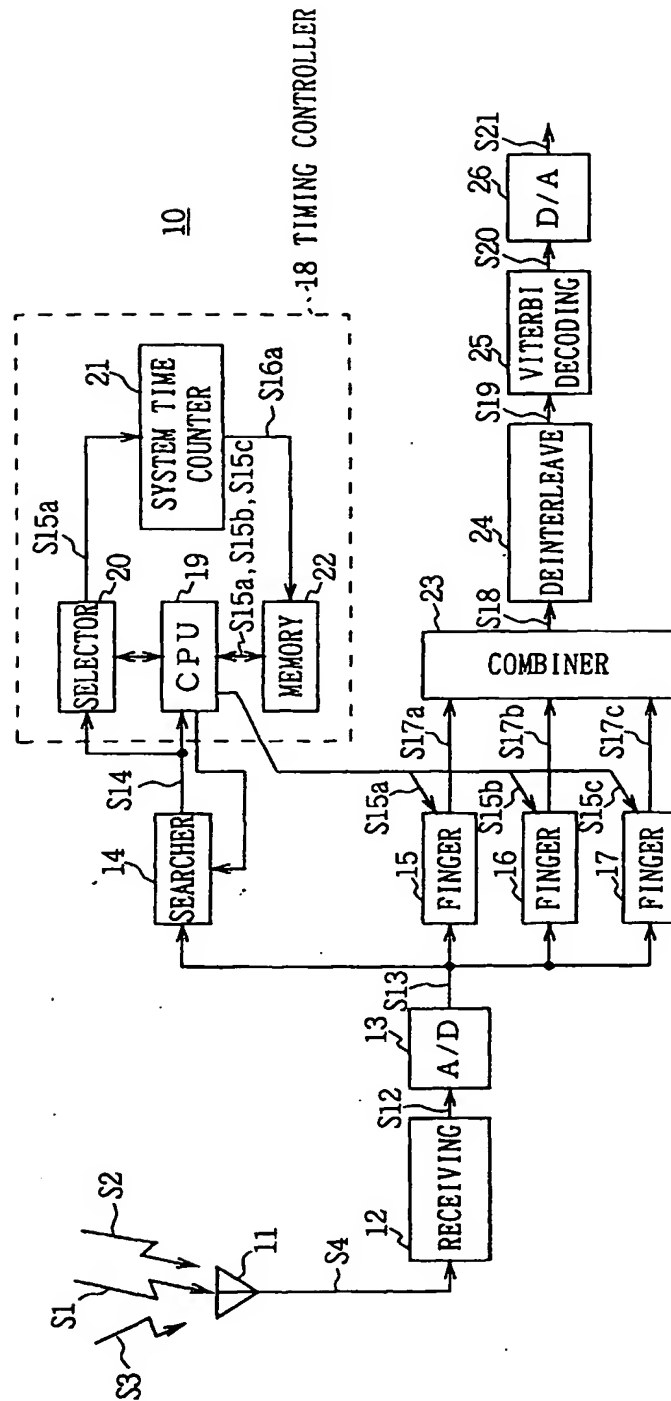 10
18 TIMING CONTROLLER
S15a
20
SELECTOR
21
SYSTEM TIME
COUNTER
19
CPU
S15a, S15b, S15c
S16a
22
MEMORY
S14
14
SEARCHER
S1
S2
S3
11
S4
12
RECEIVING
S12
13
A/D
S13
S15a
15
FINGER
S17a
S15b
16
FINGER
S17b
S15c
17
FINGER
S17c
23
COMBINER
S18
24
DEINTERLEAVE
S19
25
VITERBI
DECODING
S20
26
D/A
S21